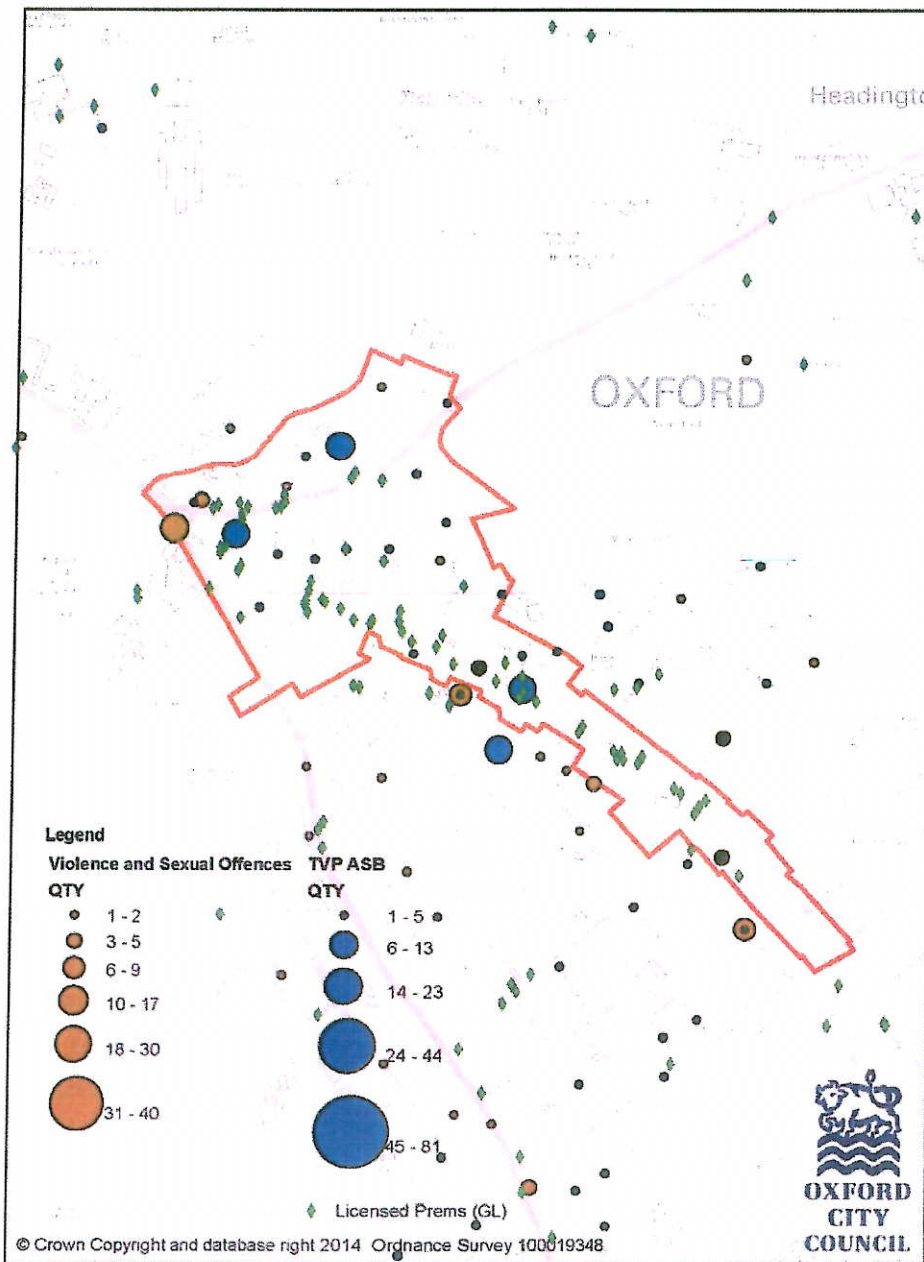 Headingto
OXFORD
Legend
Violence and Sexual Offences TVP ASB
QTY QTY
1 - 2 1 - 5
3 - 5 6 - 13
6 - 9 14 - 23
10 - 17 24 - 44
18 - 30 45 - 81
31 - 40
Licensed Prems (GL)
© Crown Copyright and database right 2014 Ordnance Survey 100019348
OXFORD
CITY
COUNCIL